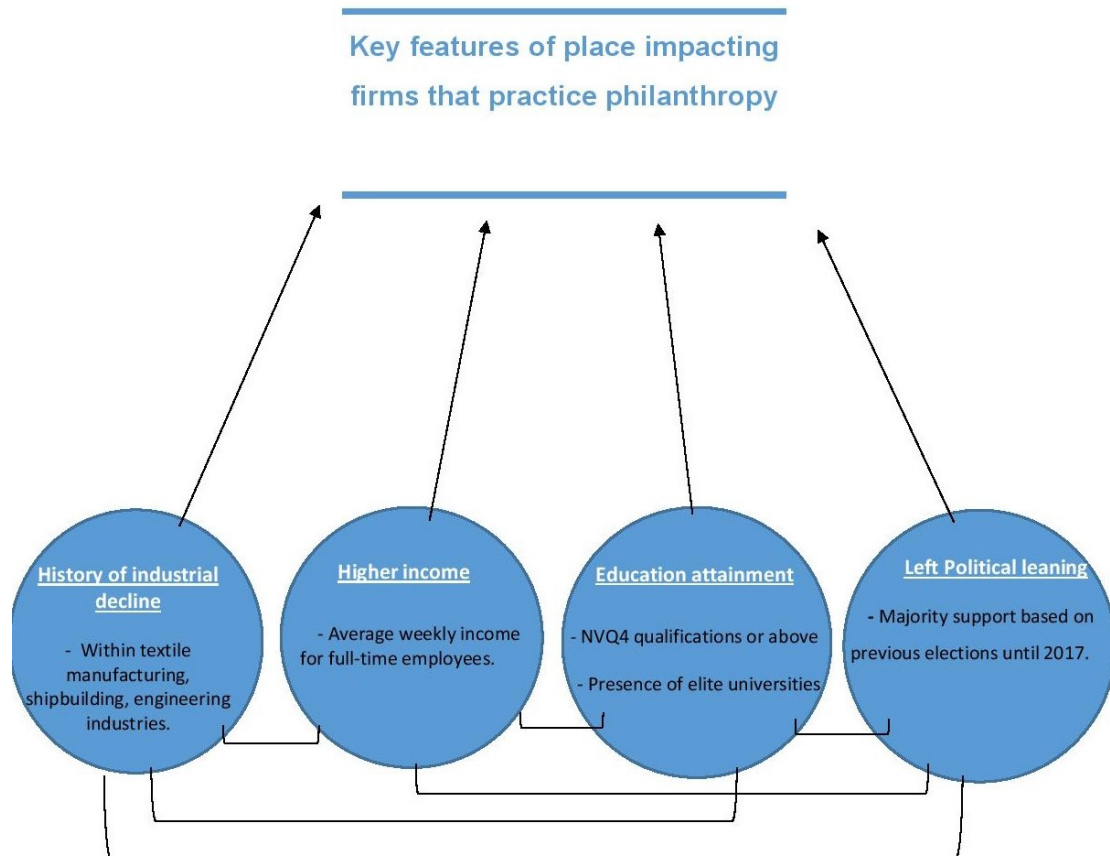 Key features of place impacting
firms that practice philanthropy
History of industrial
decline
- Within textile
manufacturing,
shipbuilding, engineering
industries.
Higher income
- Average weekly income
for full-time employees.
Education attainment
- NVQ4 qualifications or above
- Presence of elite universities
Left Political leaning
- Majority support based on
previous elections until 2017.